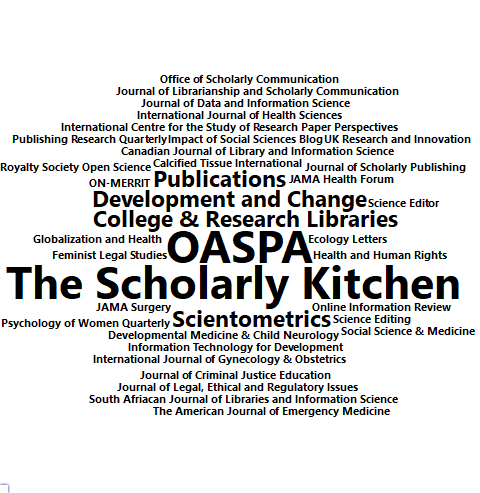 Office of Scholarly Communication
Journal of Librarianship and Scholarly Communication
Journal of Data and Information Science
International Journal of Health Sciences
International Centre for the Study of Research Paper Perspectives
Publishing Research Quarterly Impact of Social Sciences Blog UK Research and Innovation
Canadian Journal of Library and Information Science
Royalty Society Open Science Calcified Tissue International Journal of Scholarly Publishing
ON-MERRIT Publications JAMA Health Forum
Development and Change Science Editor
College & Research Libraries
Globalization and Health OASPA Ecology Letters
Feminist Legal Studies Health and Human Rights
The Scholarly Kitchen
JAMA Surgery Online Information Review
Psychology of Women Quarterly Scientometrics Science Editing
Developmental Medicine & Child Neurology Social Science & Medicine
Information Technology for Development
International Journal of Gynecology & Obstetrics
Journal of Criminal Justice Education
Journal of Legal, Ethical and Regulatory Issues
South Afriacan Journal of Libraries and Information Science
The American Journal of Emergency Medicine